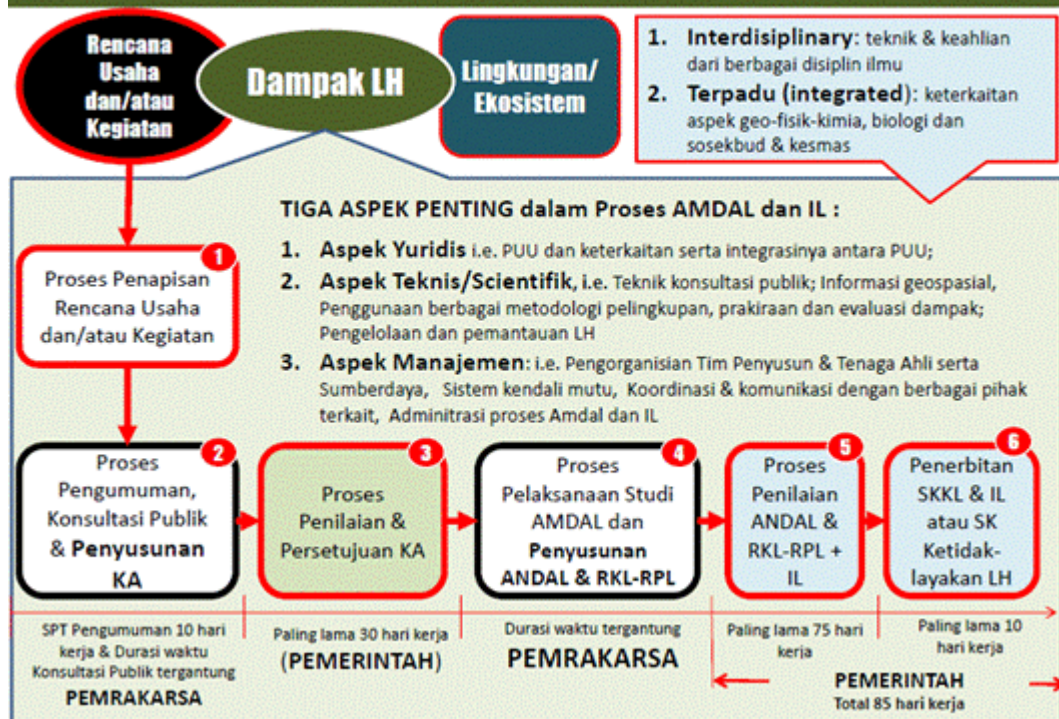 Rencana
Usaha
dan/atau
Kegiatan
Dampak LH
Lingkungan/
Ekosistem
1. Interdisiplinary: teknik & keahlian
dari berbagai disiplin ilmu
2. Terpadu (integrated): keterkaitan
aspek geo-fisik-kimia, biologi dan
sosekbud & kesmas
TIGA ASPEK PENTING dalam Proses AMDAL dan IL :
1. Aspek Yuridis i.e. PUU dan keterkaitan serta integrasinya antara PUU;
2. Aspek Teknis/Scientifik, i.e. Teknik konsultasi publik; Informasi geospasial,
Penggunaan berbagai metodologi pelingkupan, prakiraan dan evaluasi dampak;
Pengelolaan dan pemantauan LH
3. Aspek Manajemen: i.e. Pengorganisian Tim Penyusun & Tenaga Ahli serta
Sumberdaya, Sistem kendali mutu, Koordinasi & komunikasi dengan berbagai pihak
terkait, Adminitrasi proses Amdal dan IL
1
Proses Penapisan
Rencana Usaha
dan/atau Kegiatan
2
Proses
Pengumuman,
Konsultasi Publik
& Penyusunan
KA
3
Proses
Penilaian &
Persetujuan KA
4
Proses
Pelaksanaan Studi
AMDAL dan
Penyusunan
ANDAL & RKL-RPL
5
Proses
Penilaian
ANDAL &
RKL-RPL +
IL
6
Penerbitan
SKKL & IL
atau SK
Ketidak-
layakan LH
SPT Pengumuman 10 hari
kerja & Durasi waktu
Konsultasi Publik tergantung
PEMRAKARSA
Paling lama 30 hari kerja
(PEMERINTAH)
Durasi waktu tergantung
PEMRAKARSA
Paling lama 75 hari
kerja
Paling lama 10
hari kerja
PEMERINTAH
Total 85 hari kerja